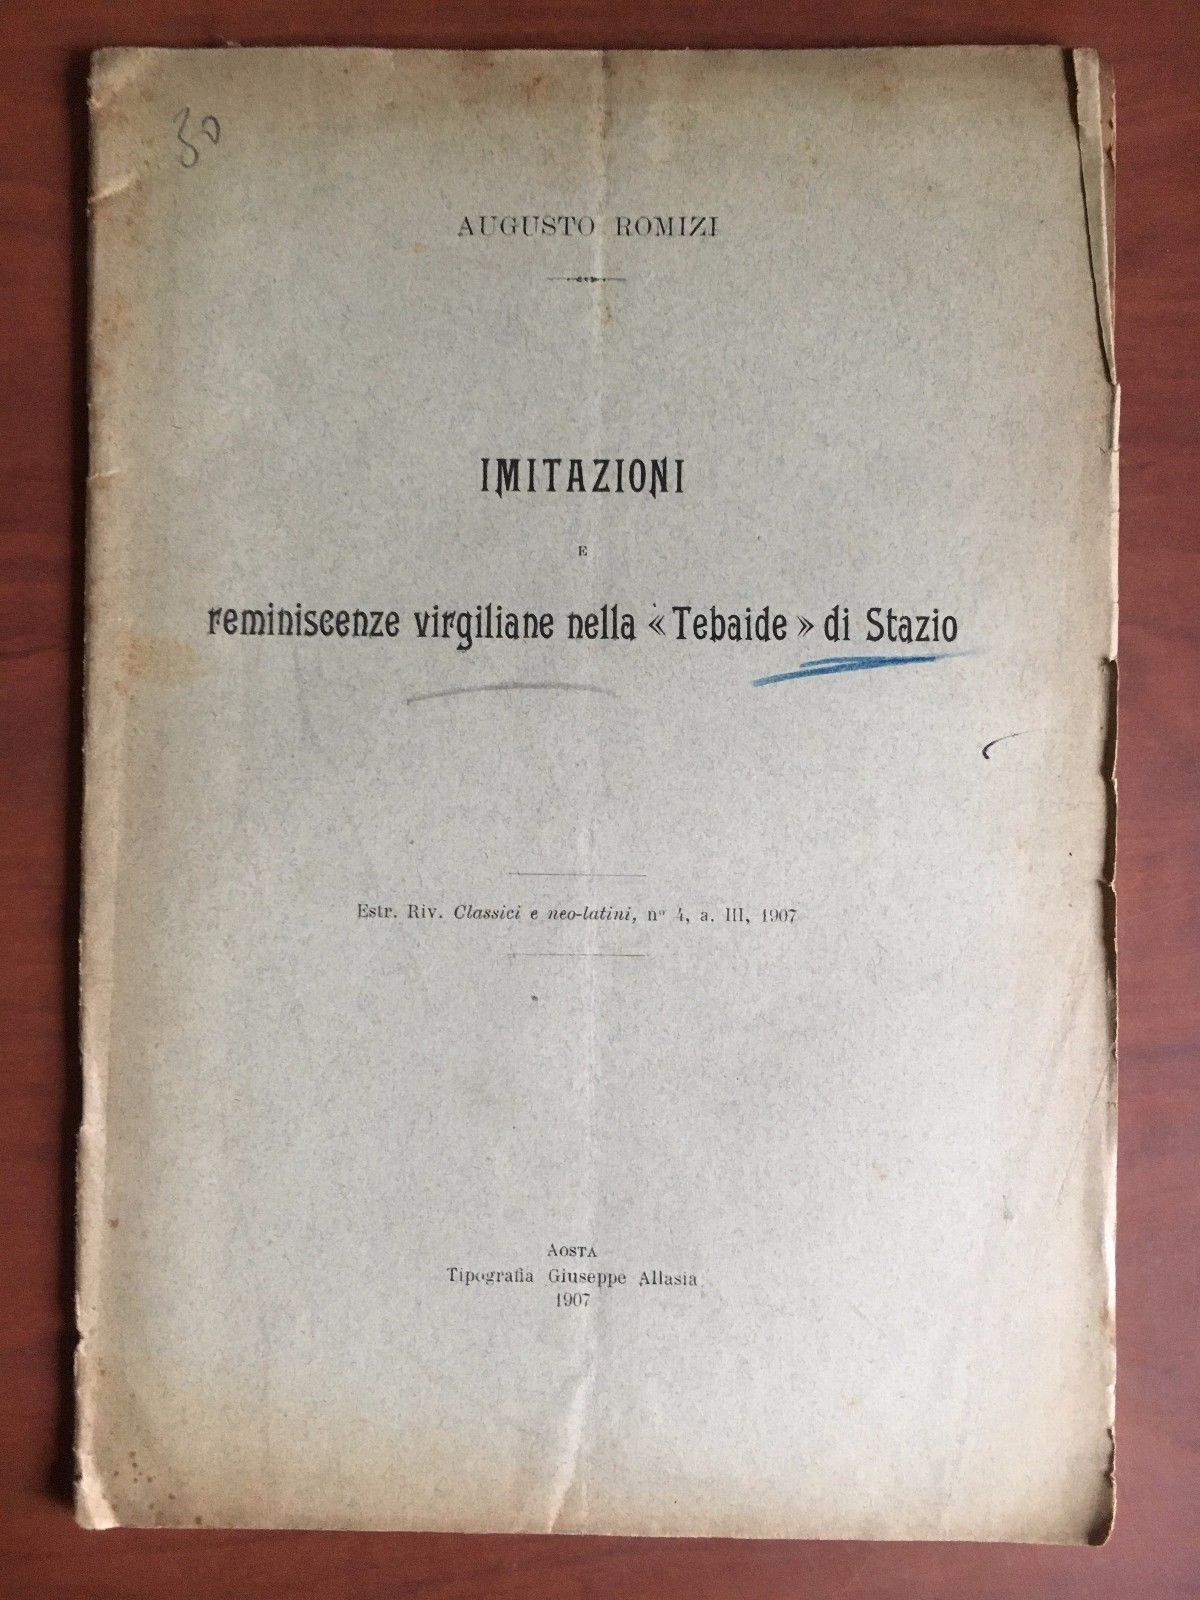 50
AUGUSTO ROMIZI
IMITAZIONI
E
reminiscenze virgiliane nella « Tebaide » di Stazio
Estr. Riv. Classici e neo-latini, nº 4, a. III, 1907
AOSTA
Tipografia Giuseppe Allasia
1907